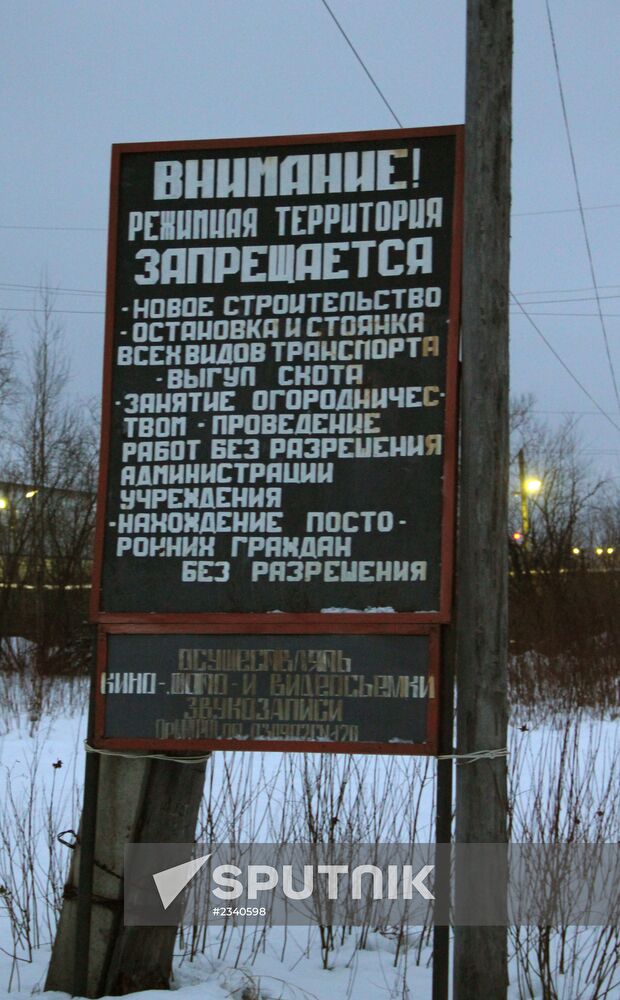 ВНИМАНИЕ!
РЕЖИМНАЯ ТЕРРИТОРИЯ
ЗАПРЕЩАЕТСЯ
-НОВОЕ СТРОИТЕЛЬСТВО
-ОСТАНОВКА И СТОЯНКА
ВСЕХ ВИДОВ ТРАНСПОРТА
-ВЫГУЛ СКОТА
-ЗАНЯТИЕ ОГОРОДНИЧЕС-
ТВОМ - ПРОВЕДЕНИЕ
РАБОТ БЕЗ РАЗРЕШЕНИЯ
АДМИНИСТРАЦИИ
УЧРЕЖДЕНИЯ
-НАХОЖДЕНИЕ ПОСТО-
РОННИХ ГРАЖДАН
БЕЗ РАЗРЕШЕНИЯ
ОСУЩЕСТВЛЯТЬ
КИНО-,ФОТО-И ВИДЕОСЪЕМКИ
ЗВУКОЗАПИСИ
SPUTNIK
#2340598